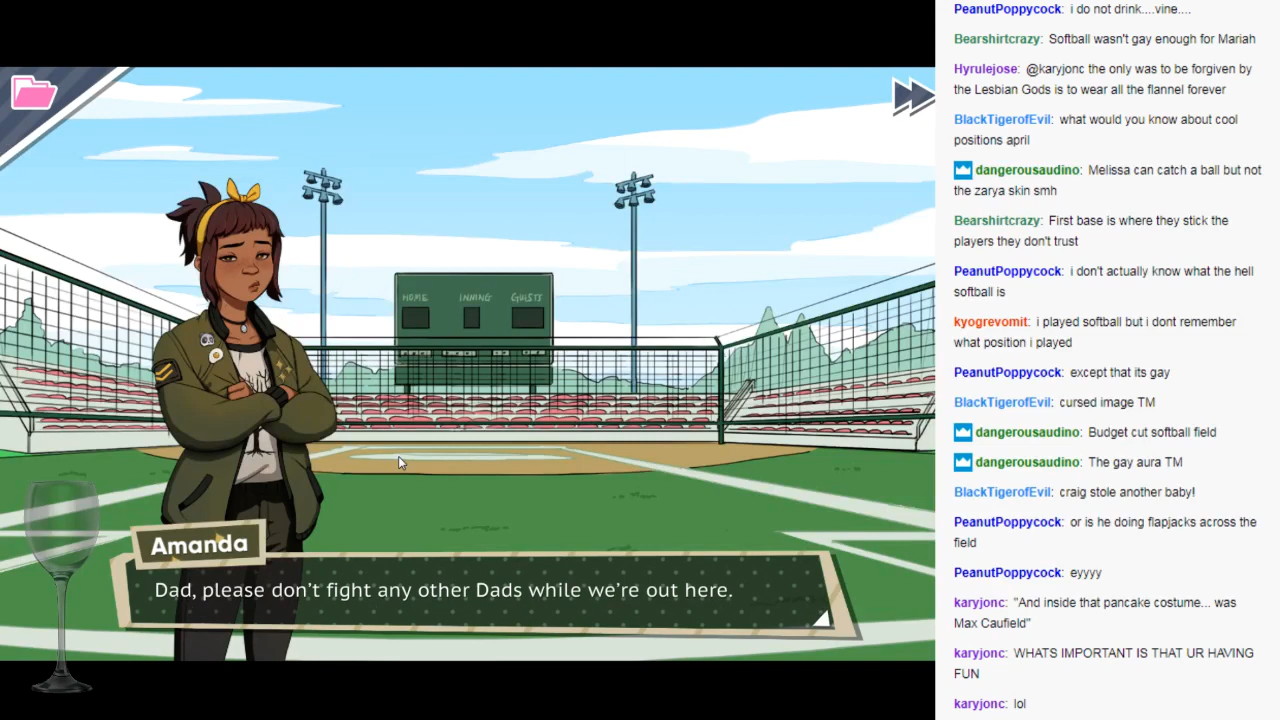 HOME
INNING
GUESTS
Amanda
Dad, please don't fight any other Dads while we're out here.
PeanutPoppycock: i do not drink....vine....
Bearshirtcrazy: Softball wasn't gay enough for Mariah
Hyrulejose: @karyjonc the only was to be forgiven by
the Lesbian Gods is to wear all the flannel forever
BlackTigerofEvil: what would you know about cool
positions april
dangerousaudino: Melissa can catch a ball but not
the zarya skin smh
Bearshirtcrazy: First base is where they stick the
players they don't trust
PeanutPoppycock: i don't actually know what the hell
softball is
kyogrevomit: i played softball but i dont remember
what position i played
PeanutPoppycock: except that its gay
BlackTigerofEvil: cursed image TM
dangerousaudino: Budget cut softball field
dangerousaudino: The gay aura TM
BlackTigerofEvil: craig stole another baby!
PeanutPoppycock: or is he doing flapjacks across the
field
PeanutPoppycock: eyyyy
karyjonc: "And inside that pancake costume... was
Max Caufield"
karyjonc: WHATS IMPORTANT IS THAT UR HAVING
FUN
karyjonc: lol